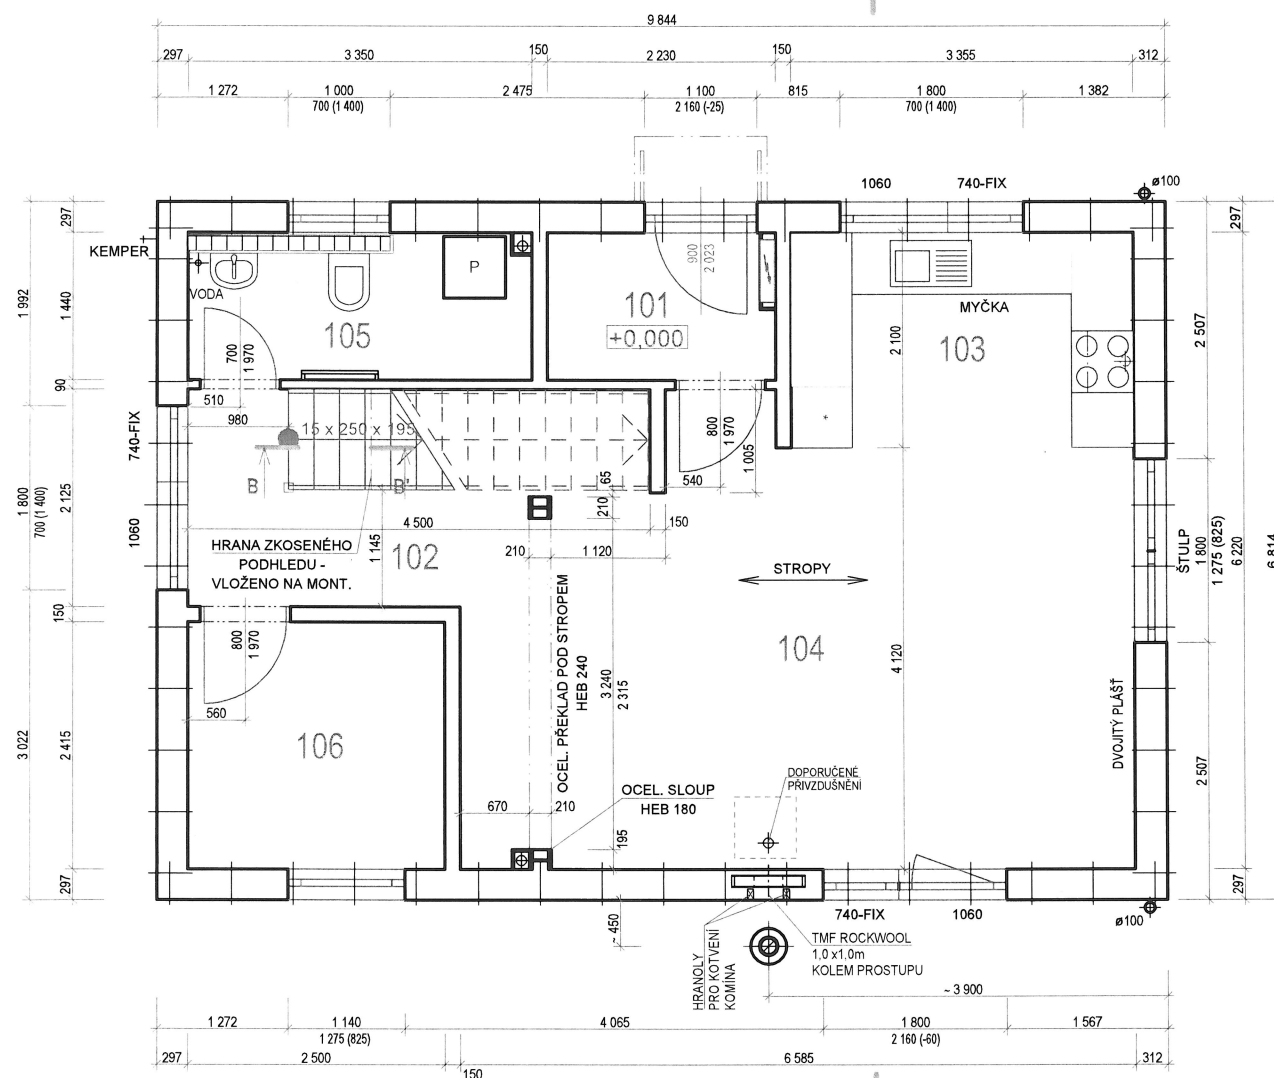 9 844
297
3 350
150
2 230
150
3 355
312
1 272
1 000
700 (1 400)
2 475
1 100
2 160 (-25)
815
1 800
700 (1 400)
1 382
1060
740-FIX
ø100
297
297
KEMPER
VODA
P
900
2 023
101
+0,000
105
MYČKA
103
2 100
1 992
1 440
2 507
700
1 970
90
510
980
740-FIX
15 x 250 x 195
800
1 970
1 005
B
B'
65
210
540
1 800
700 (1 400)
2 125
1060
4 500
150
HRANA ZKOSENÉHO
PODHLEDU -
VLOŽENO NA MONT.
1 145
102
210
1 120
STROPY
ŠTULP
1 800
1 275 (825)
6 220
6 814
150
800
1 970
560
OCEL. PŘEKLAD POD STROPEM
HEB 240
3 240
2 315
104
4 120
DVOJITÝ PLÁŠŤ
3 022
2 415
106
2 507
DOPORUČENÉ
PŘIVZDUŠNĚNÍ
OCEL. SLOUP
HEB 180
670
210
195
297
297
740-FIX
1060
ø100
~ 450
HRANOLY
PRO KOTVENÍ
KOMÍNA
TMF ROCKWOOL
1,0 x1,0m
KOLEM PROSTUPU
~ 3 900
1 272
1 140
1 275 (825)
4 065
1 800
2 160 (-60)
1 567
297
2 500
150
6 585
312